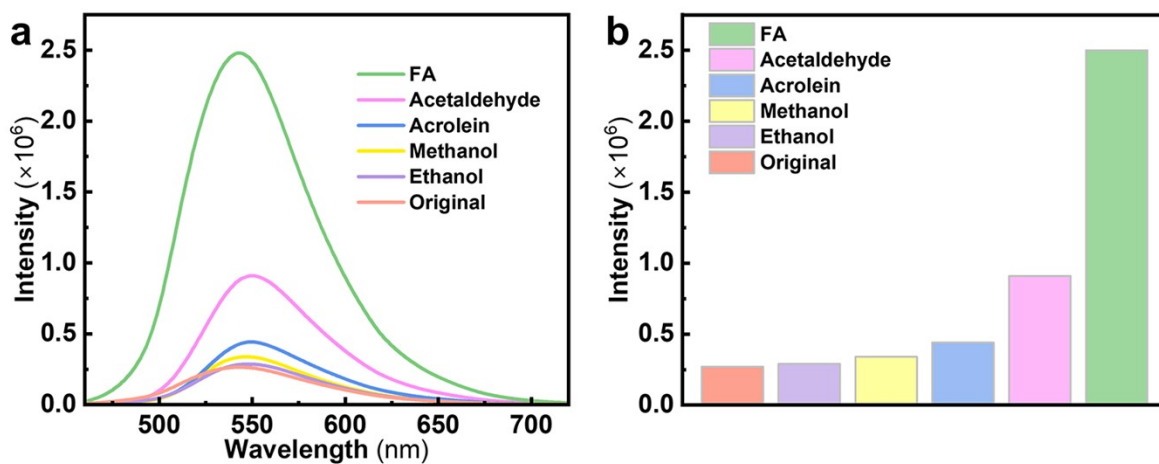 a
Intensity (×10⁶)
2.5
2.0
1.5
1.0
0.5
0.0
500
550
600
650
700
Wavelength (nm)
FA
Acetaldehyde
Acrolein
Methanol
Ethanol
Original
b
Intensity (×10⁶)
2.5
2.0
1.5
1.0
0.5
0.0
FA
Acetaldehyde
Acrolein
Methanol
Ethanol
Original